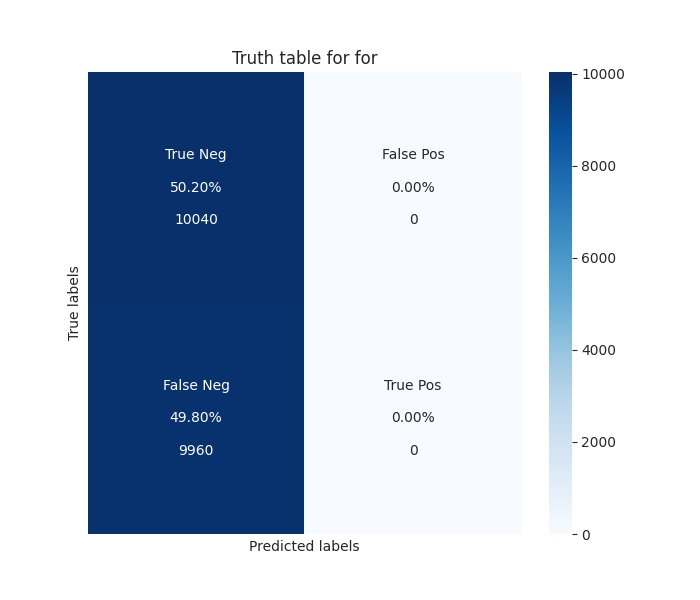 Truth table for for
True Neg
50.20%
10040
False Pos
0.00%
0
False Neg
49.80%
9960
True Pos
0.00%
0
True labels
Predicted labels
10000
8000
6000
4000
2000
0